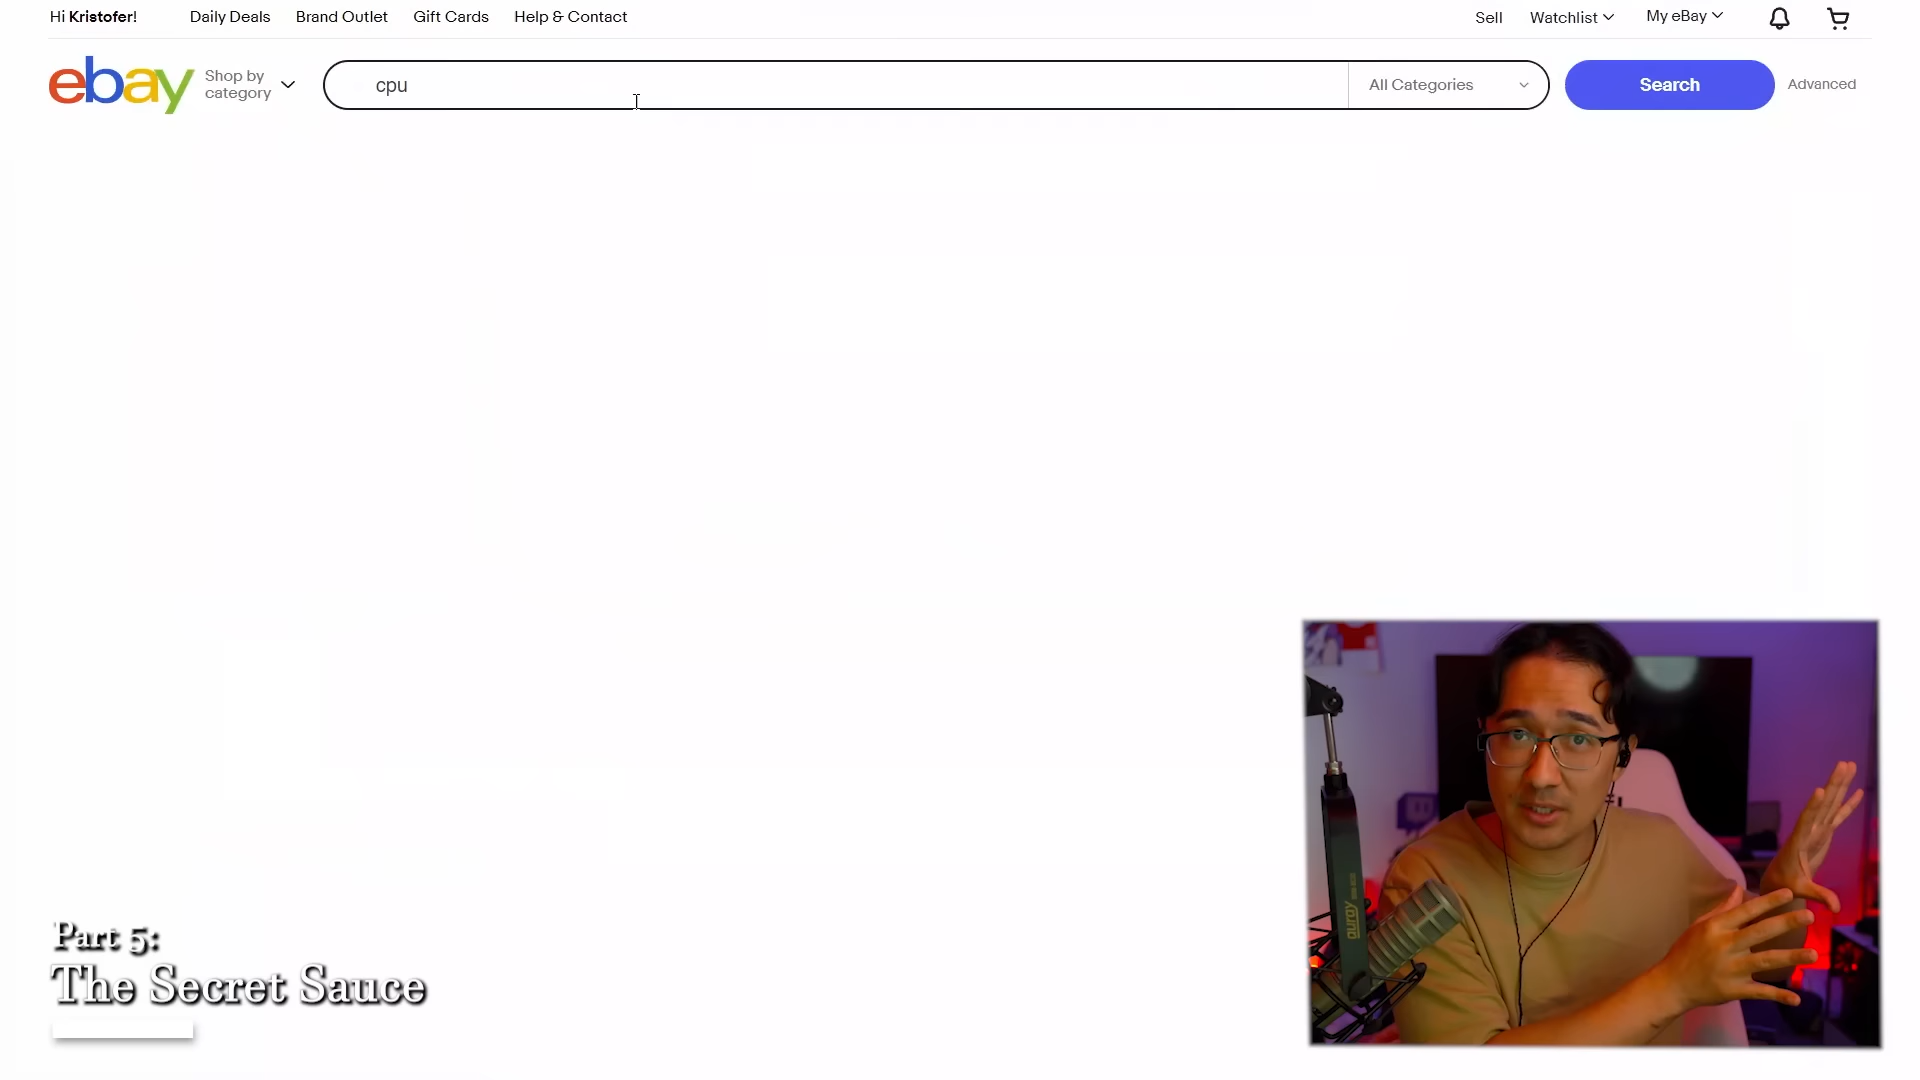 Hi Kristofer!
Daily Deals
Brand Outlet
Gift Cards
Help & Contact
Sell
Watchlist
My eBay
ebay
Shop by
category
cpu
All Categories
Search
Advanced
Part 5:
The Secret Sauce
auray